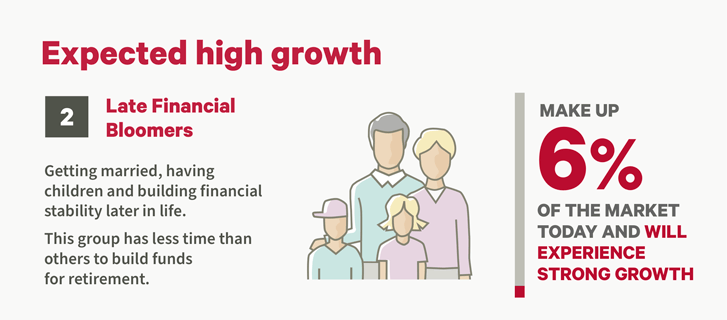 Expected high growth
2
Late Financial
Bloomers
Getting married, having
children and building financial
stability later in life.
This group has less time than
others to build funds
for retirement.
MAKE UP
6%
OF THE MARKET
TODAY AND WILL
EXPERIENCE
STRONG GROWTH